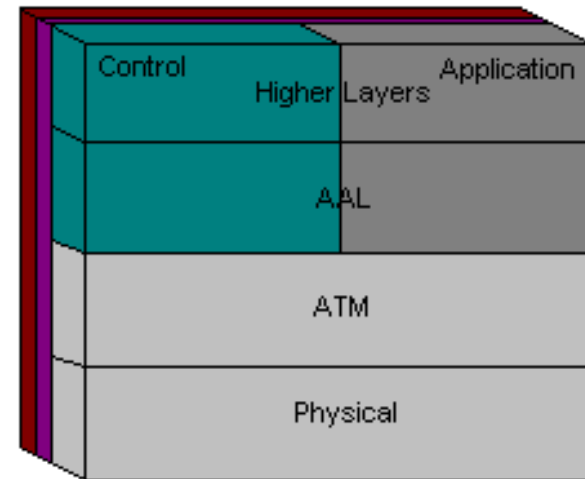 Control
Application
Higher Layers
AAL
ATM
Physical